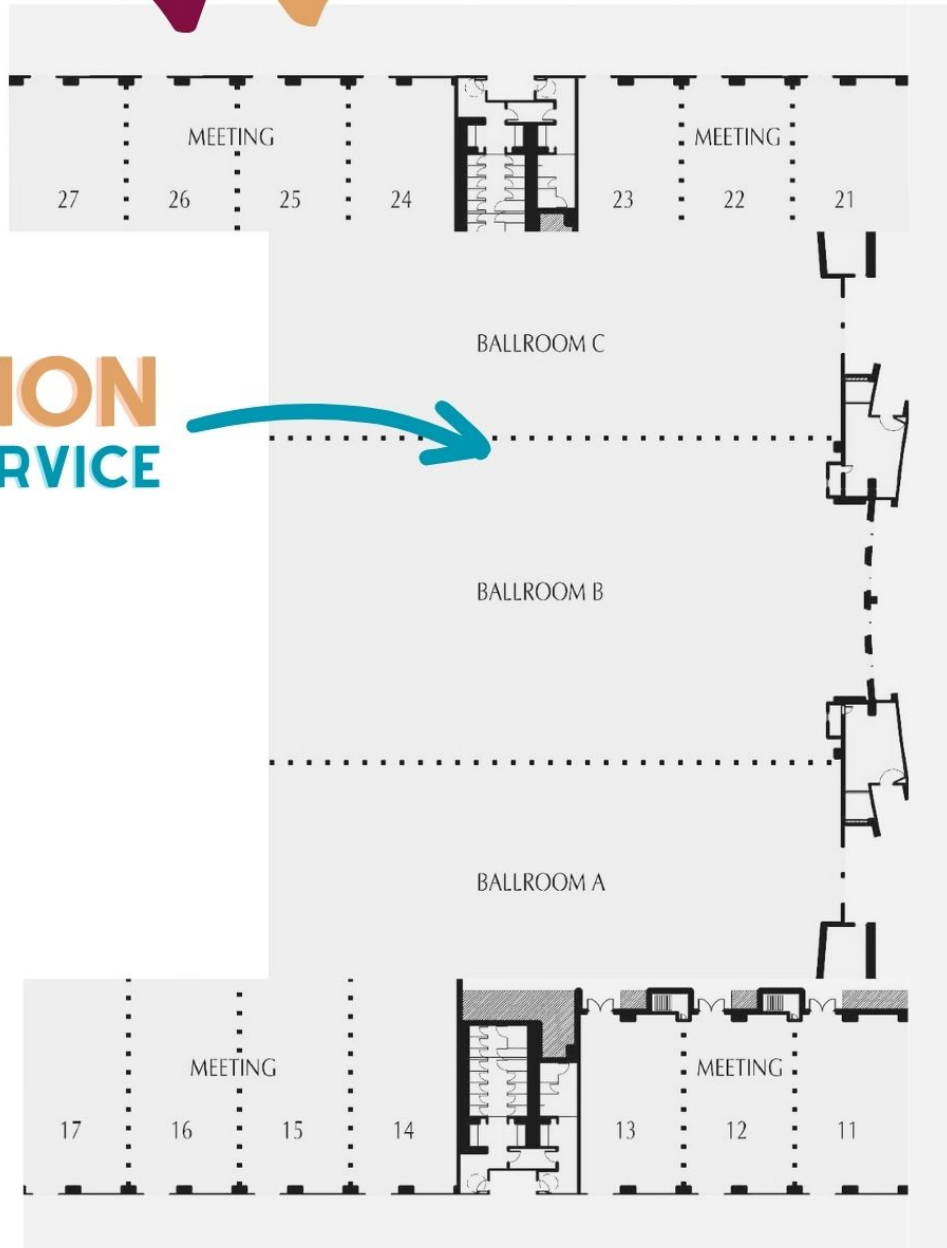 MEETING
MEETING
27 26 25 24 23 22 21
BALLROOM C
ION
RVICE
BALLROOM B
BALLROOM A
MEETING
MEETING
17 16 15 14 13 12 11